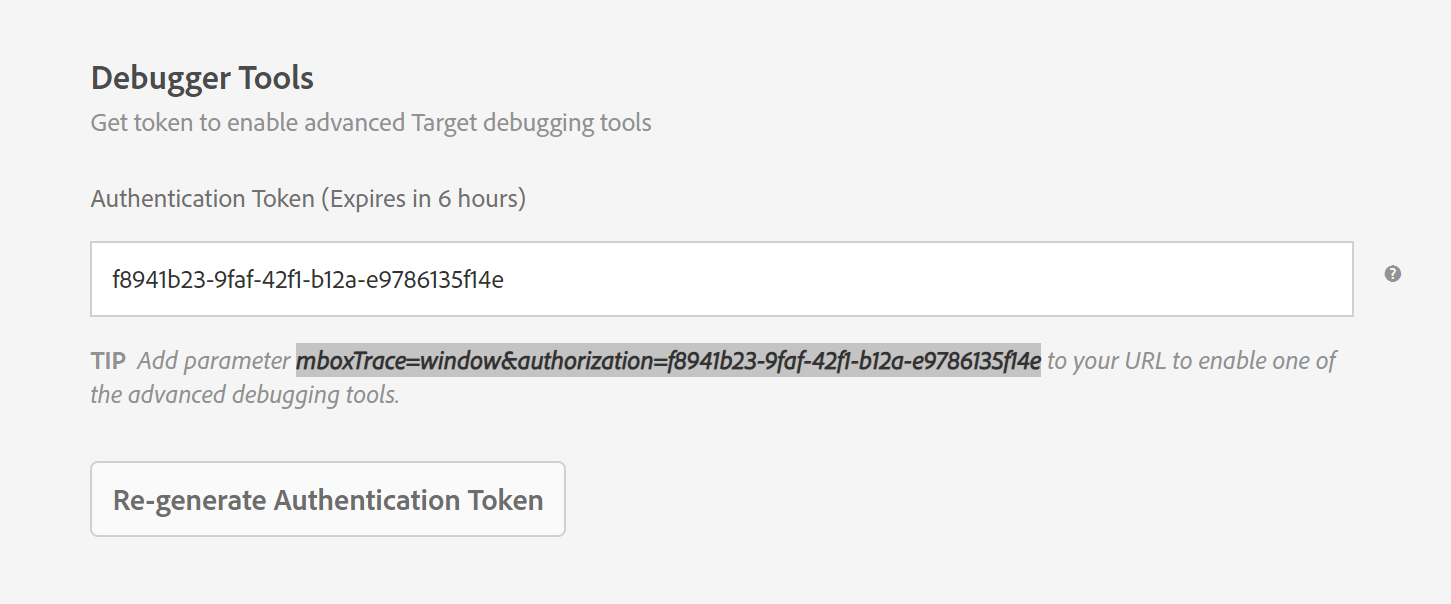 Debugger Tools
Get token to enable advanced Target debugging tools
Authentication Token (Expires in 6 hours)
f8941b23-9faf-42f1-b12a-e9786135f14e
?
TIP Add parameter mboxTrace=window&authorization=f8941b23-9faf-42f1-b12a-e9786135f14e to your URL to enable one of
the advanced debugging tools.
Re-generate Authentication Token